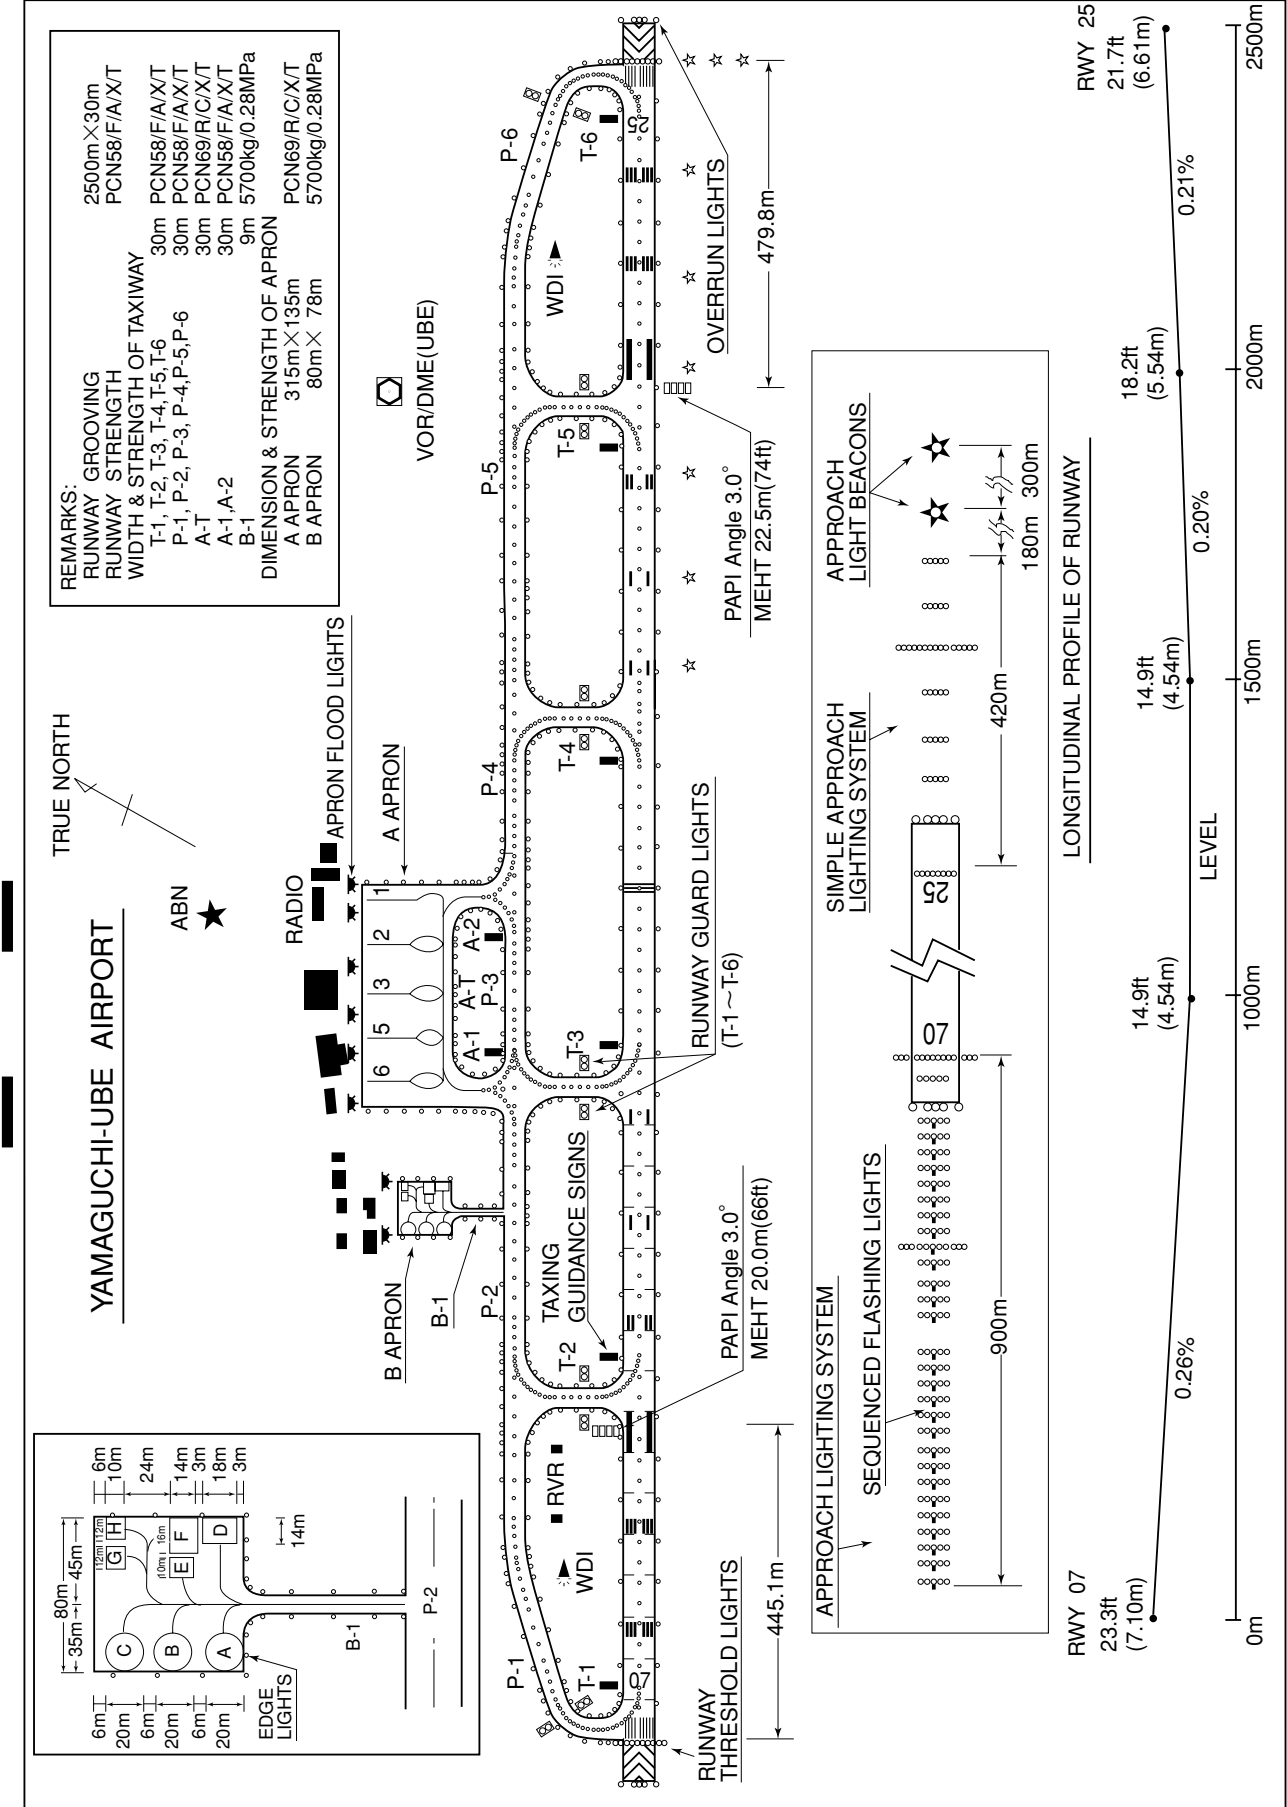 YAMAGUCHI-UBE AIRPORT
TRUE NORTH
ABN
REMARKS:
RUNWAY GROOVING 2500m×30m
RUNWAY STRENGTH PCN58/F/A/X/T
WIDTH & STRENGTH OF TAXIWAY
T-1, T-2, T-3, T-4,T-5,T-6 30m PCN58/F/A/X/T
P-1, P-2, P-3, P-4,P-5,P-6 30m PCN58/F/A/X/T
A-T 30m PCN69/R/C/X/T
A-1,A-2 30m PCN58/F/A/X/T
B-1 9m 5700kg/0.28MPa
DIMENSION & STRENGTH OF APRON
A APRON 315m×135m PCN69/R/C/X/T
B APRON 80m× 78m 5700kg/0.28MPa
6m
20m
6m
20m
6m
20m
80m
35m
45m
C
B
A
G
H
E
F
D
12m
12m
10m
16m
6m
10m
24m
14m
3m
18m
3m
14m
EDGE
LIGHTS
B-1
P-2
RADIO
APRON FLOOD LIGHTS
A APRON
6
5
3
2
1
A-1
A-T
A-2
P-3
B APRON
B-1
VOR/DME(UBE)
P-1
P-2
P-4
P-5
P-6
T-1
WDI
RVR
T-2
TAXING
GUIDANCE SIGNS
T-3
T-4
T-5
WDI
T-6
07
25
RUNWAY
THRESHOLD LIGHTS
445.1m
PAPI Angle 3.0°
MEHT 20.0m(66ft)
RUNWAY GUARD LIGHTS
(T-1～T-6)
PAPI Angle 3.0°
MEHT 22.5m(74ft)
OVERRUN LIGHTS
479.8m
APPROACH LIGHTING SYSTEM
SEQUENCED FLASHING LIGHTS
900m
07
25
SIMPLE APPROACH
LIGHTING SYSTEM
420m
APPROACH
LIGHT BEACONS
180m
300m
LONGITUDINAL PROFILE OF RUNWAY
RWY 07
23.3ft
(7.10m)
0.26%
14.9ft
(4.54m)
LEVEL
14.9ft
(4.54m)
0.20%
18.2ft
(5.54m)
0.21%
RWY 25
21.7ft
(6.61m)
0m
1000m
1500m
2000m
2500m